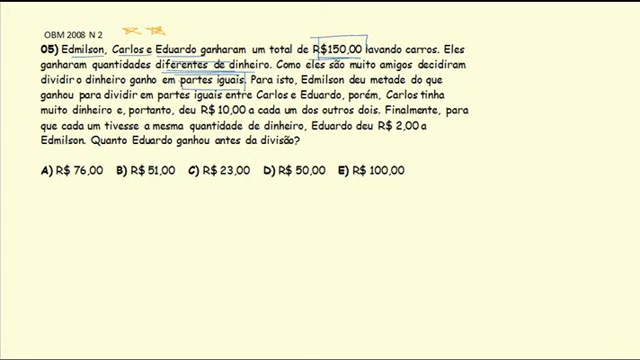 OBM 2008 N 2
05) Edmilson, Carlos e Eduardo ganharam um total de R$150,00 lavando carros. Eles
ganharam quantidades diferentes de dinheiro. Como eles são muito amigos decidiram
dividir o dinheiro ganho em partes iguais. Para isto, Edmilson deu metade do que
ganhou para dividir em partes iguais entre Carlos e Eduardo, porém, Carlos tinha
muito dinheiro e, portanto, deu R$ 10,00 a cada um dos outros dois. Finalmente, para
que cada um tivesse a mesma quantidade de dinheiro, Eduardo deu R$ 2,00 a
Edmilson. Quanto Eduardo ganhou antes da divisão?
A) R$ 76,00 B) R$ 51,00 C) R$ 23,00 D) R$ 50,00 E) R$ 100,00